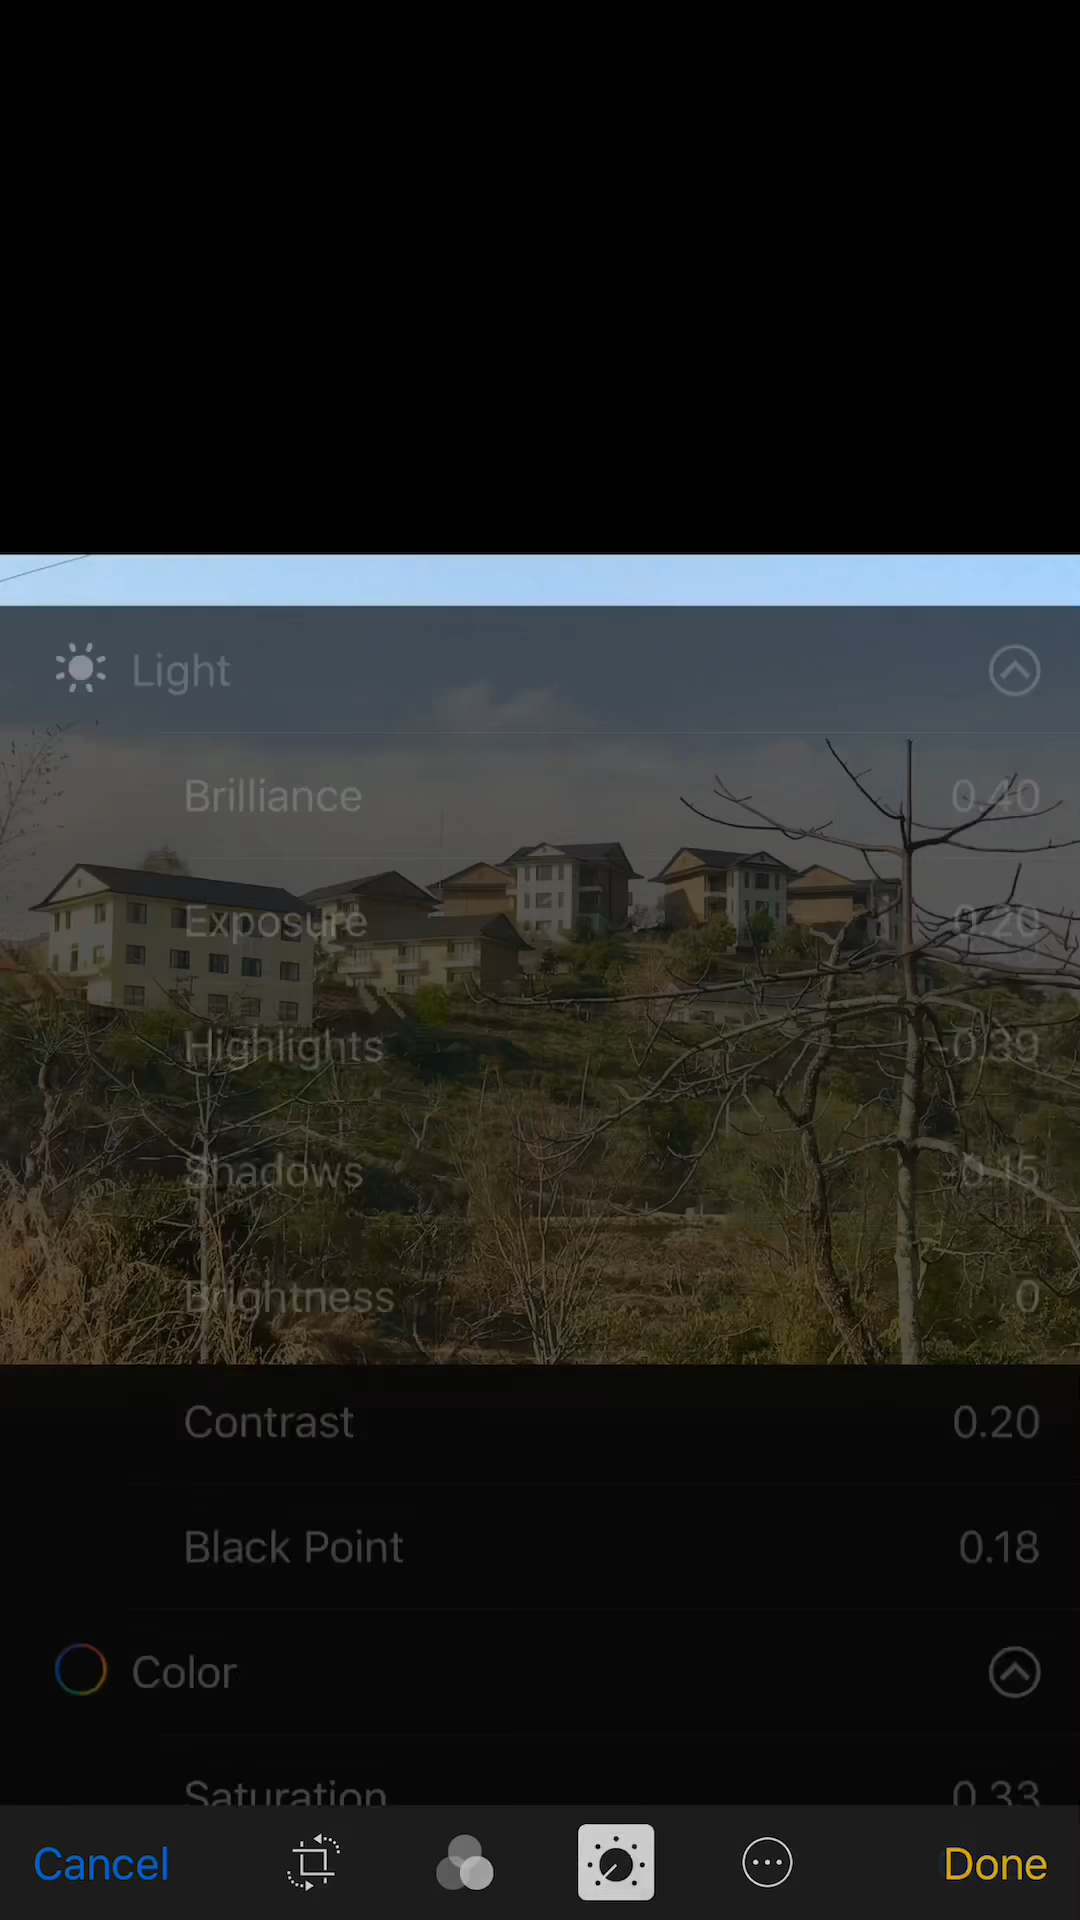 Light
Brilliance 0.40
Exposure 0.20
Highlights -0.39
Shadows -0.15
Brightness 0
Contrast 0.20
Black Point 0.18
Color
Saturation 0.33
Cancel Done